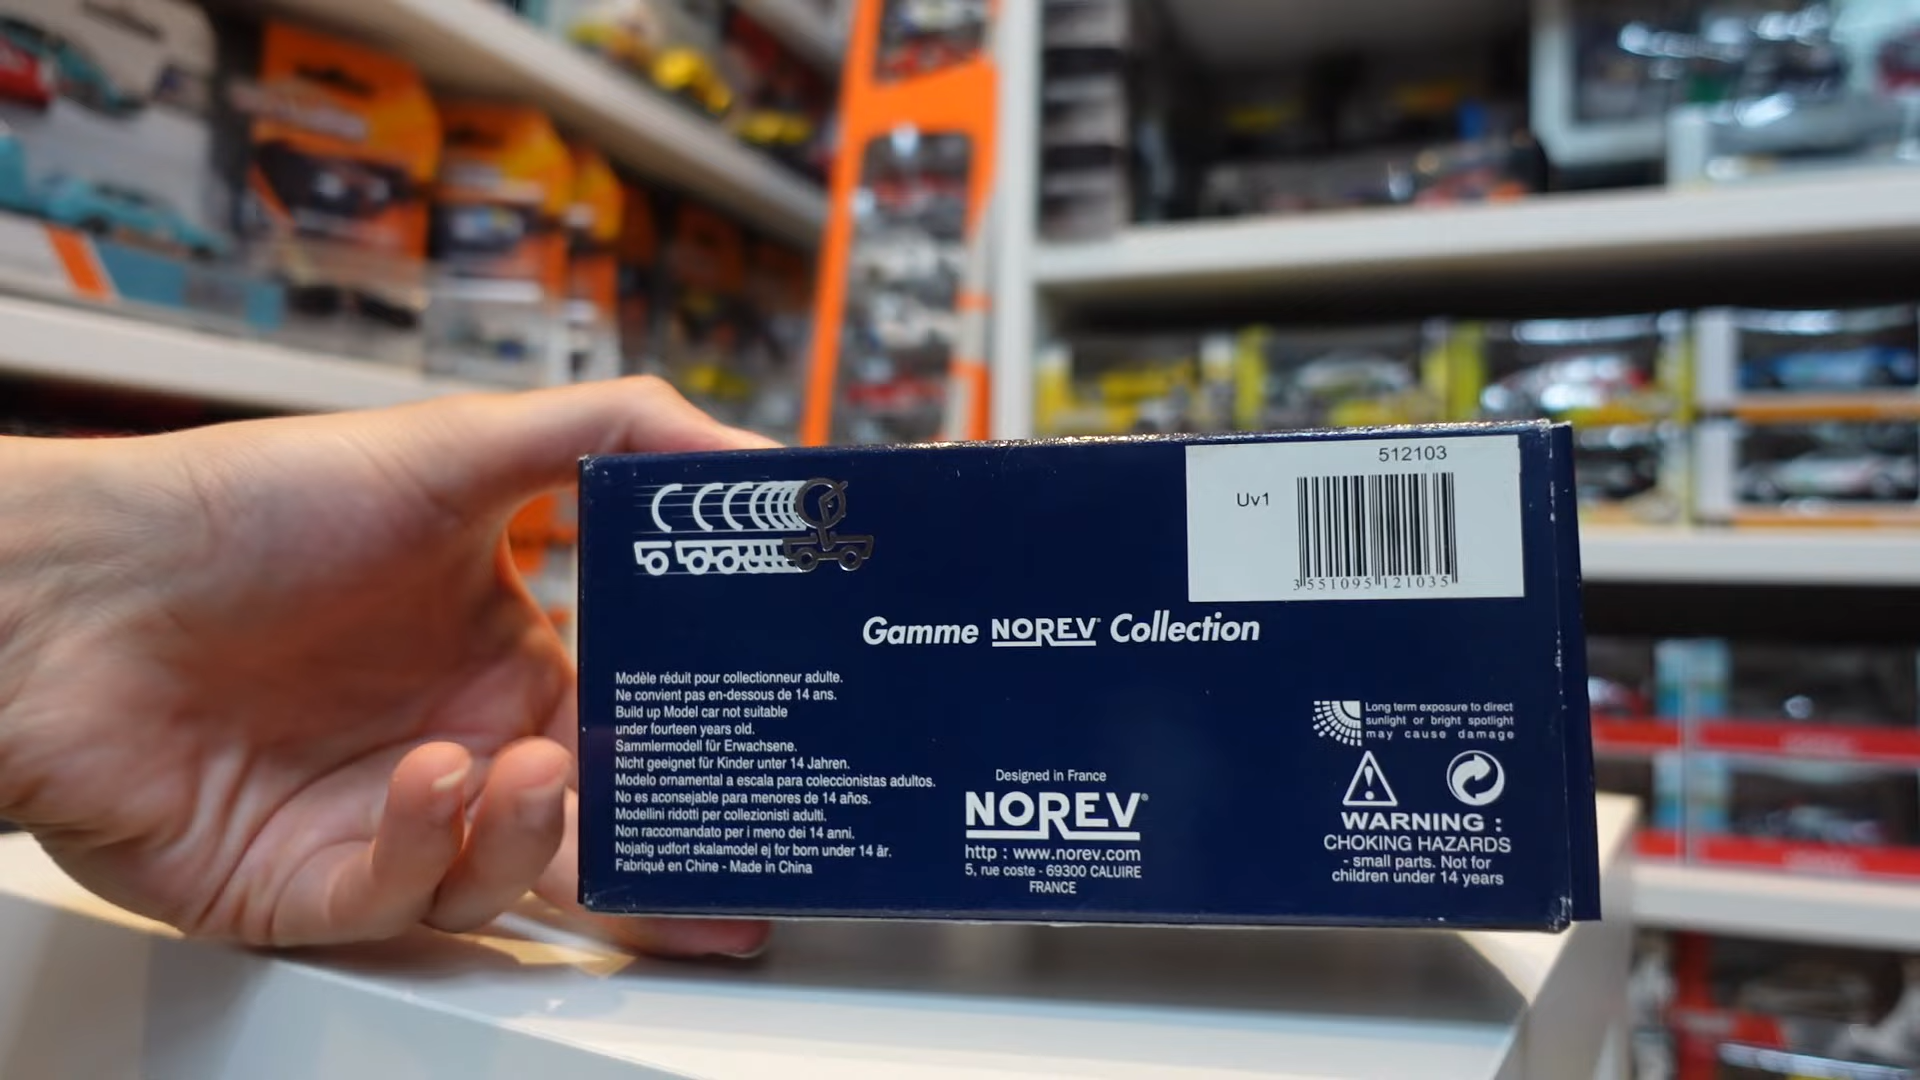 512103
Uv1
3 551095 121035
Gamme NOREV Collection
Modèle réduit pour collectionneur adulte.
Ne convient pas en-dessous de 14 ans.
Build up Model car not suitable
under fourteen years old.
Sammlermodell für Erwachsene.
Nicht geeignet für Kinder unter 14 Jahren.
Modelo ornamental a escala para coleccionistas adultos.
No es aconsejable para menores de 14 años.
Modellini ridotti per collezionisti adulti.
Non raccomandato per i meno dei 14 anni.
Nojatig udfort skalamodel ej for born under 14 år.
Fabriqué en Chine - Made in China
Designed in France
NOREV®
http : www.norev.com
5, rue coste - 69300 CALUIRE
FRANCE
Long term exposure to direct
sunlight or bright spotlight
may cause damage
WARNING :
CHOKING HAZARDS
- small parts. Not for
children under 14 years